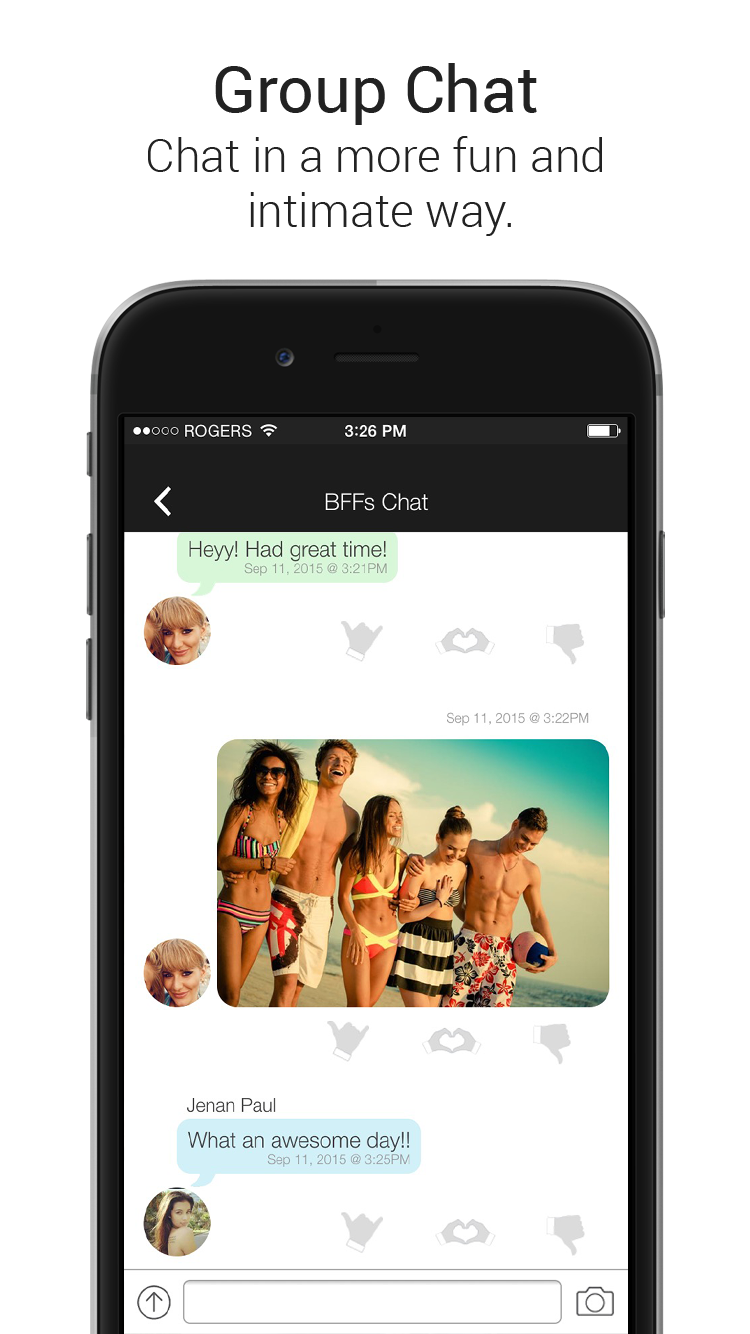 Group Chat
Chat in a more fun and
intimate way.
ROGERS 3:26 PM
BFFs Chat
Heyy! Had great time!
Sep 11, 2015 @ 3:21PM
Sep 11, 2015 @ 3:22PM
Jenan Paul
What an awesome day!!
Sep 11, 2015 @ 3:25PM